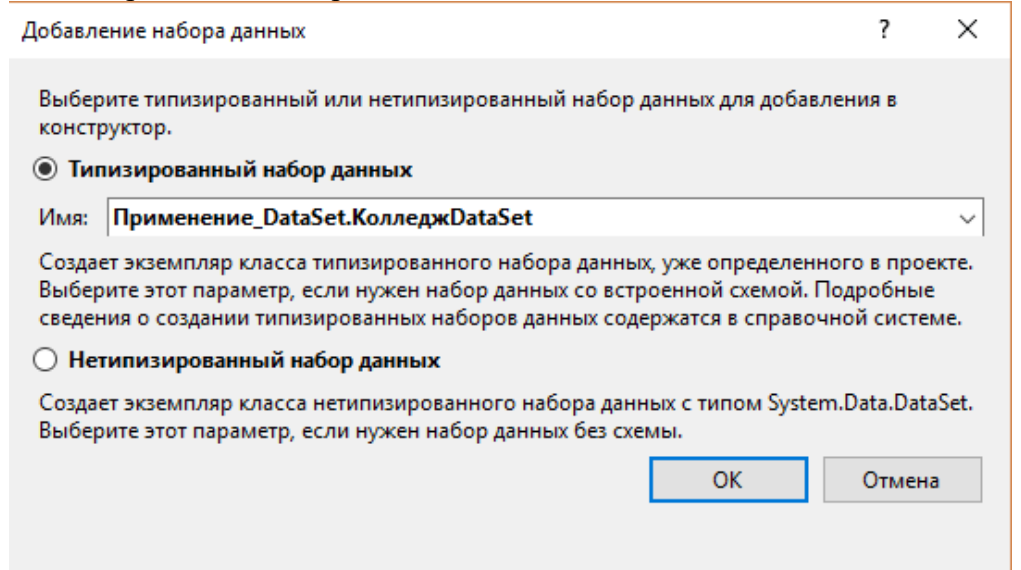 Добавление набора данных ? ✕
Выберите типизированный или нетипизированный набор данных для добавления в
конструктор.
Типизированный набор данных
Имя: Применение_DataSet.КолледжDataSet
Создает экземпляр класса типизированного набора данных, уже определенного в проекте.
Выберите этот параметр, если нужен набор данных со встроенной схемой. Подробные
сведения о создании типизированных наборов данных содержатся в справочной системе.
Нетипизированный набор данных
Создает экземпляр класса нетипизированного набора данных с типом System.Data.DataSet.
Выберите этот параметр, если нужен набор данных без схемы.
OK Отмена